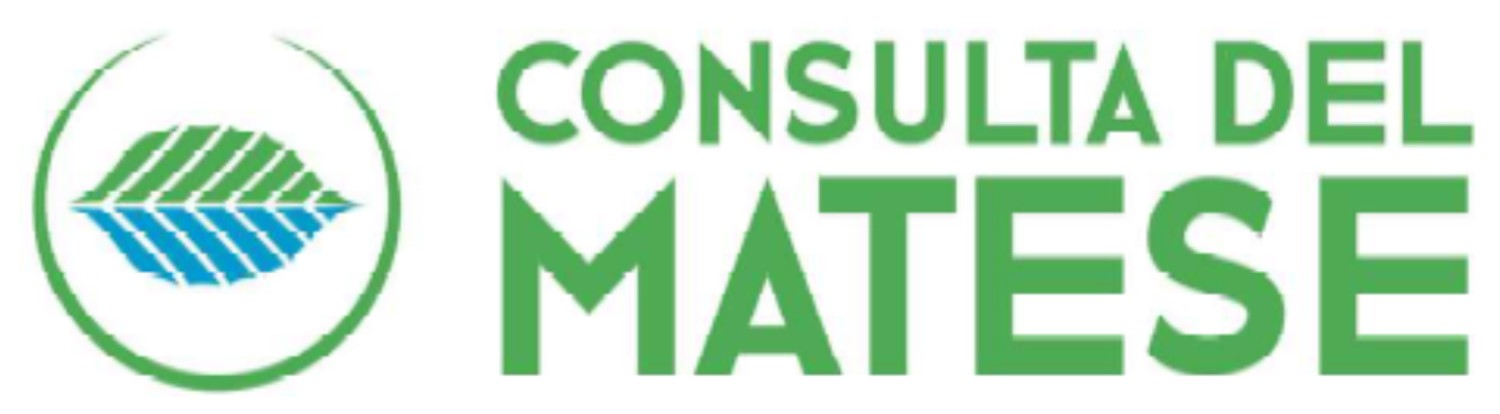 CONSULTA DEL
MATESE